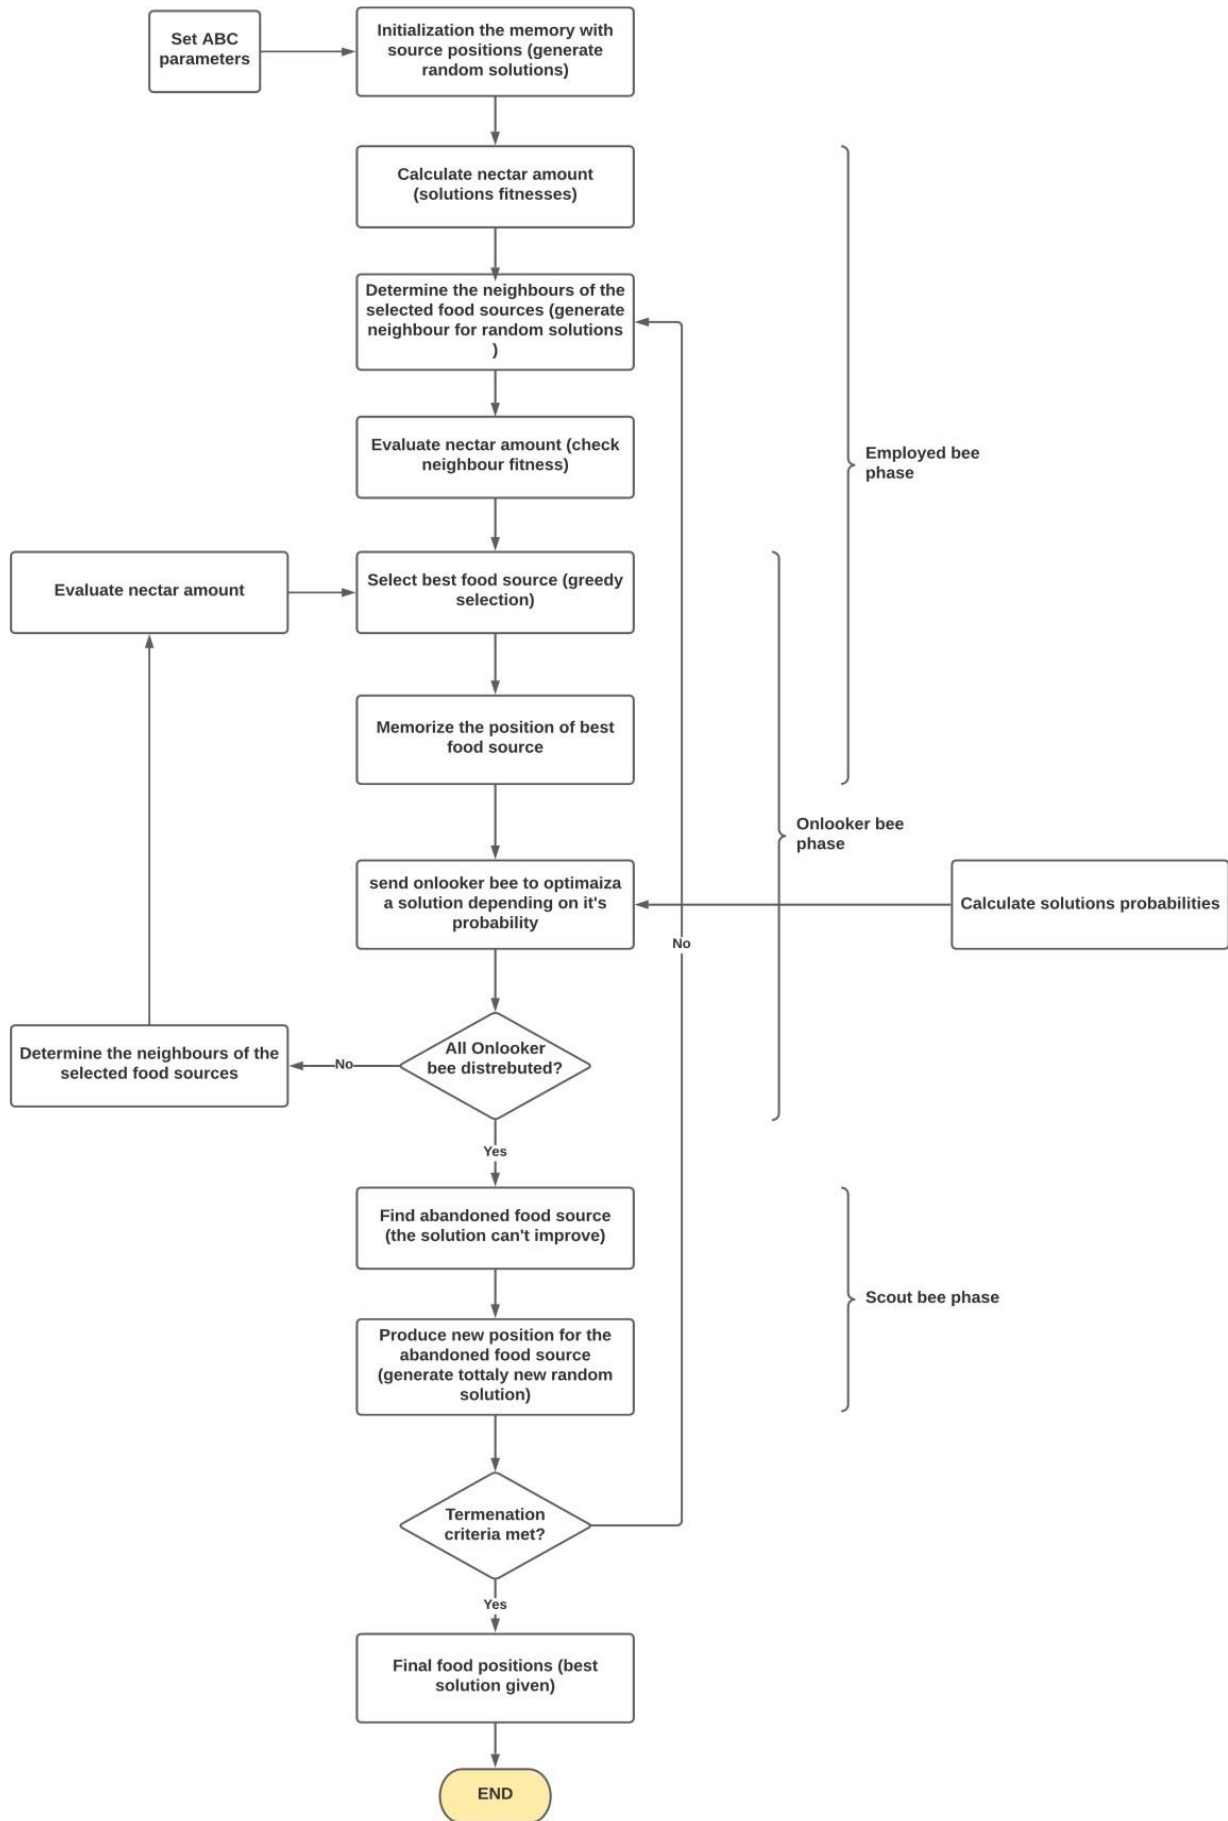 Set ABC
parameters
Initialization the memory with
source positions (generate
random solutions)
Calculate nectar amount
(solutions fitnesses)
Determine the neighbours of the
selected food sources (generate
neighbour for random solutions
)
Evaluate nectar amount (check
neighbour fitness)
Employed bee
phase
Evaluate nectar amount
Select best food source (greedy
selection)
Memorize the position of best
food source
Onlooker bee
phase
send onlooker bee to optimaiza
a solution depending on it's
probability
Calculate solutions probabilities
No
Determine the neighbours of the
selected food sources
No
All Onlooker
bee distrebuted?
Yes
Find abandoned food source
(the solution can't improve)
Scout bee phase
Produce new position for the
abandoned food source
(generate tottaly new random
solution)
Termenation
criteria met?
Yes
Final food positions (best
solution given)
END